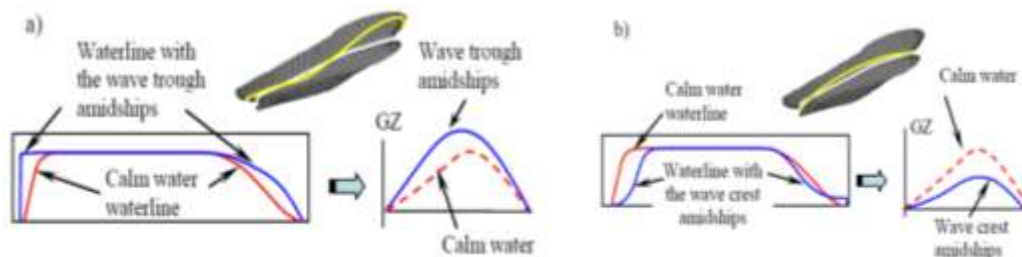 a)
Waterline with
the wave trough
amidships
Calm water
waterline
Wave trough
amidships
GZ
Calm water
b)
Calm water
waterline
Waterline with
the wave crest
amidships
Calm water
GZ
Wave crest
amidships